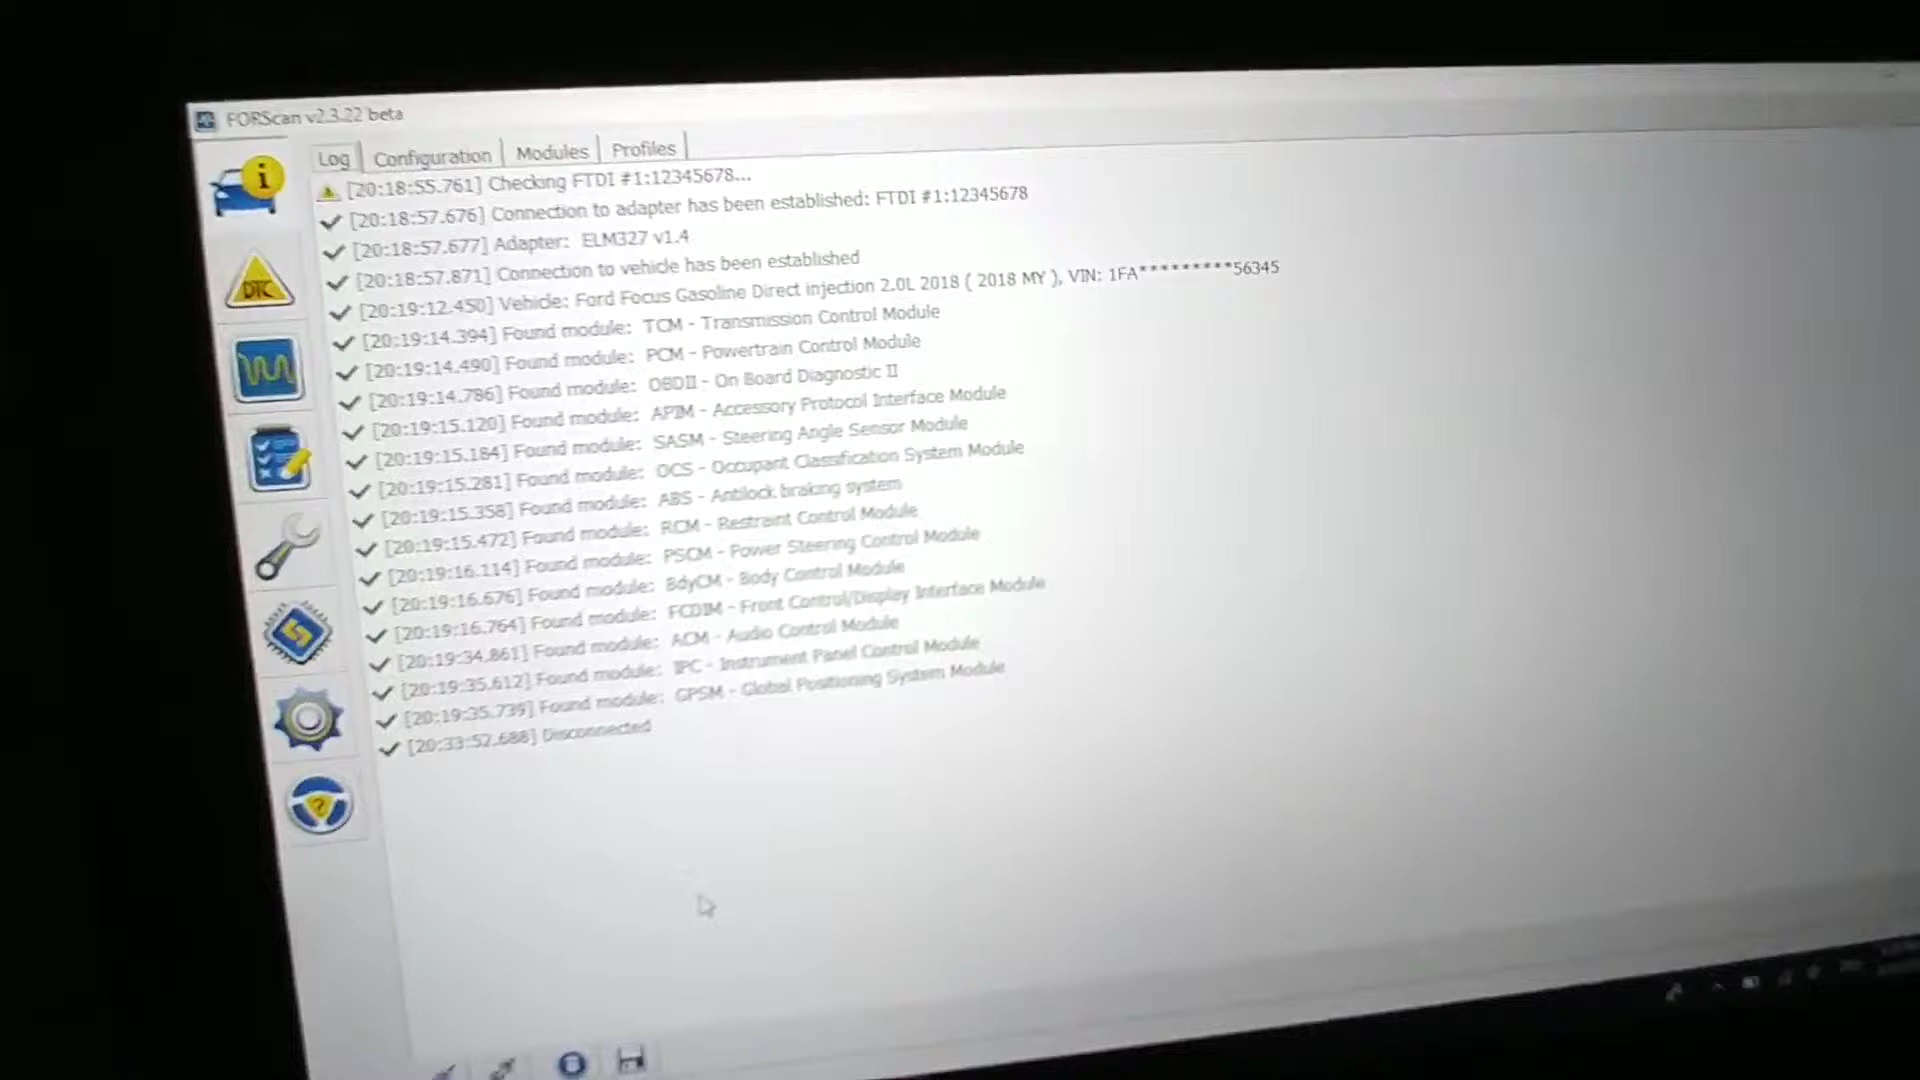 FORScan v2.3.22 beta
Log Configuration Modules Profiles
[20:18:55.761] Checking FTDI #1:12345678...
[20:18:57.676] Connection to adapter has been established: FTDI #1:12345678
[20:18:57.677] Adapter: ELM327 v1.4
[20:18:57.871] Connection to vehicle has been established
[20:19:12.450] Vehicle: Ford Focus Gasoline Direct injection 2.0L 2018 ( 2018 MY ), VIN: 1FA*********56345
[20:19:14.394] Found module: TCM - Transmission Control Module
[20:19:14.490] Found module: PCM - Powertrain Control Module
[20:19:14.786] Found module: OBDII - On Board Diagnostic II
[20:19:15.120] Found module: APIM - Accessory Protocol Interface Module
[20:19:15.184] Found module: SASM - Steering Angle Sensor Module
[20:19:15.281] Found module: OCS - Occupant Classification System Module
[20:19:15.358] Found module: ABS - Antilock braking system
[20:19:15.472] Found module: RCM - Restraint Control Module
[20:19:16.114] Found module: PSCM - Power Steering Control Module
[20:19:16.676] Found module: BdyCM - Body Control Module
[20:19:16.764] Found module: FCDIM - Front Control/Display Interface Module
[20:19:34.861] Found module: ACM - Audio Control Module
[20:19:35.612] Found module: IPC - Instrument Panel Control Module
[20:19:35.739] Found module: GPSM - Global Positioning System Module
[20:33:52.688] Disconnected
DTC